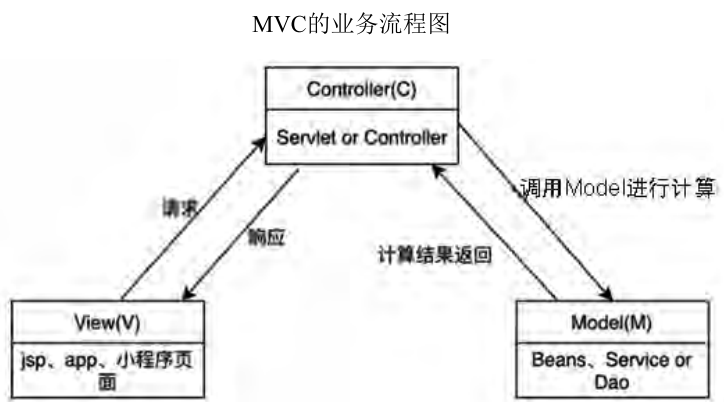 MVC的业务流程图
Controller(C)
Servlet or Controller
调用Model进行计算
请求
响应
计算结果返回
View(V)
jsp、app、小程序页
面
Model(M)
Beans、Service or
Dao